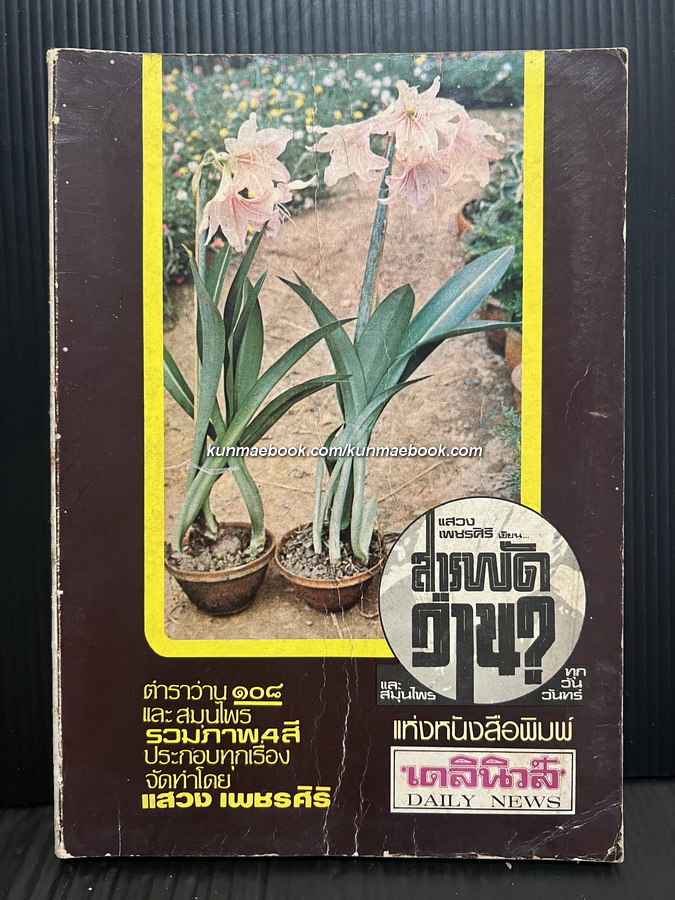 kunmaebook.com/kunmaebook.com
แสวง
เพชรศิริ เขียน...
สารพัด
ว่าน?
และ
สมุนไพร
ทุก
วัน
วันทร์
แห่งหนังสือพิมพ์
เดลินิวส์
DAILY NEWS
ตำราว่าน ๑๐๘
และ สมุนไพร
รวมภาพ 4 สี
ประกอบทุกเรื่อง
จัดทำโดย
แสวง เพชรศิริ